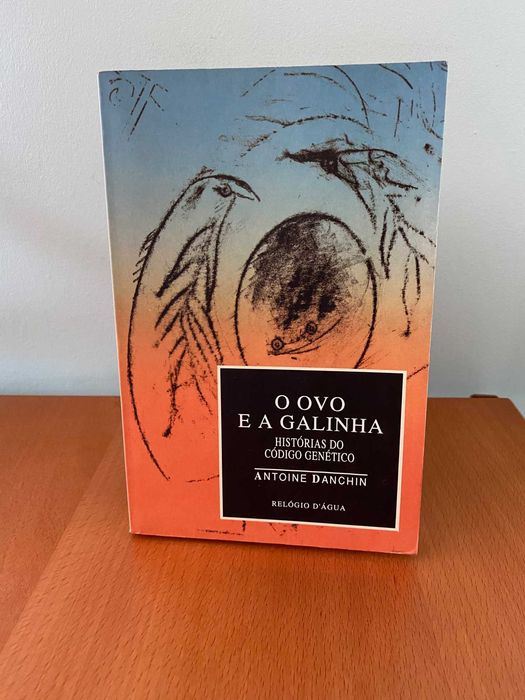 O OVO
E A GALINHA
HISTÓRIAS DO
CÓDIGO GENÉTICO
ANTOINE DANCHIN
RELÓGIO D'ÁGUA